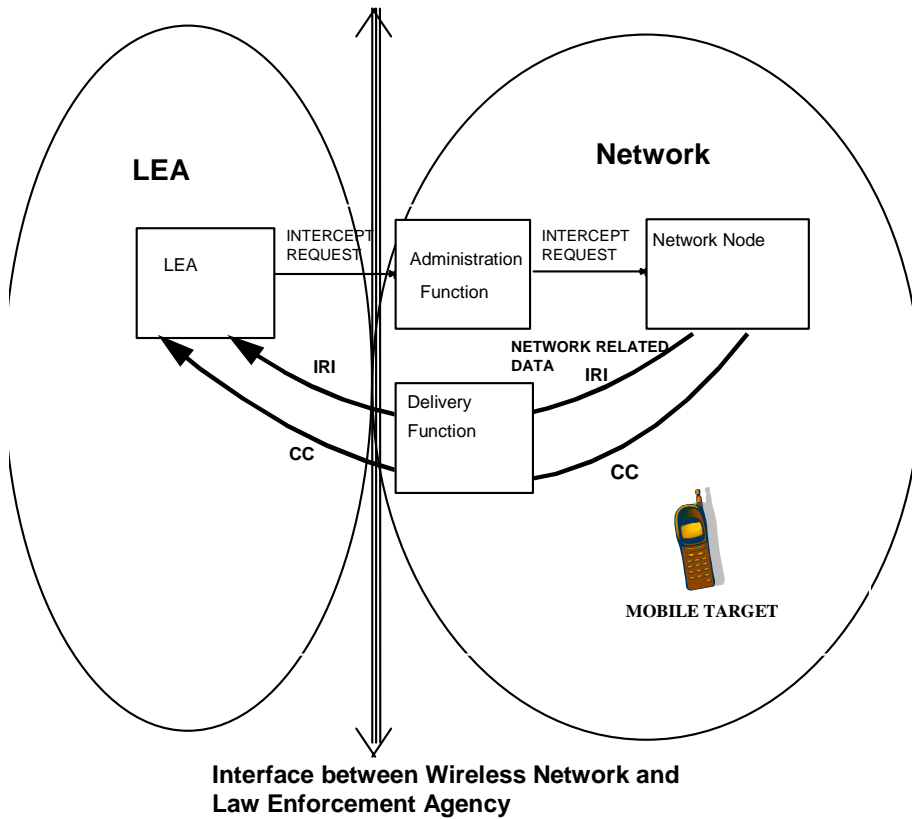 LEA
Network
LEA
INTERCEPT
REQUEST
Administration
Function
INTERCEPT
REQUEST
Network Node
IRI
NETWORK RELATED
DATA
IRI
Delivery
Function
CC
CC
MOBILE TARGET
Interface between Wireless Network and
Law Enforcement Agency